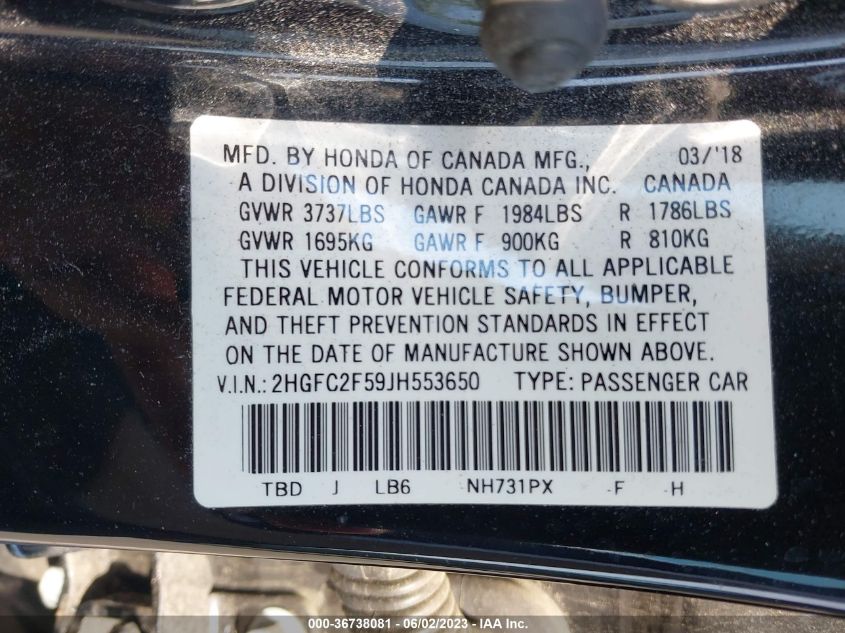 MFD. BY HONDA OF CANADA MFG., 03/'18
A DIVISION OF HONDA CANADA INC. CANADA
GVWR 3737LBS GAWR F 1984LBS R 1786LBS
GVWR 1695KG GAWR F 900KG R 810KG
THIS VEHICLE CONFORMS TO ALL APPLICABLE
FEDERAL MOTOR VEHICLE SAFETY, BUMPER,
AND THEFT PREVENTION STANDARDS IN EFFECT
ON THE DATE OF MANUFACTURE SHOWN ABOVE.
V.I.N.: 2HGFC2F59JH553650 TYPE: PASSENGER CAR
TBD J LB6 NH731PX -F -H
000-36738081 - 06/02/2023 - IAA Inc.